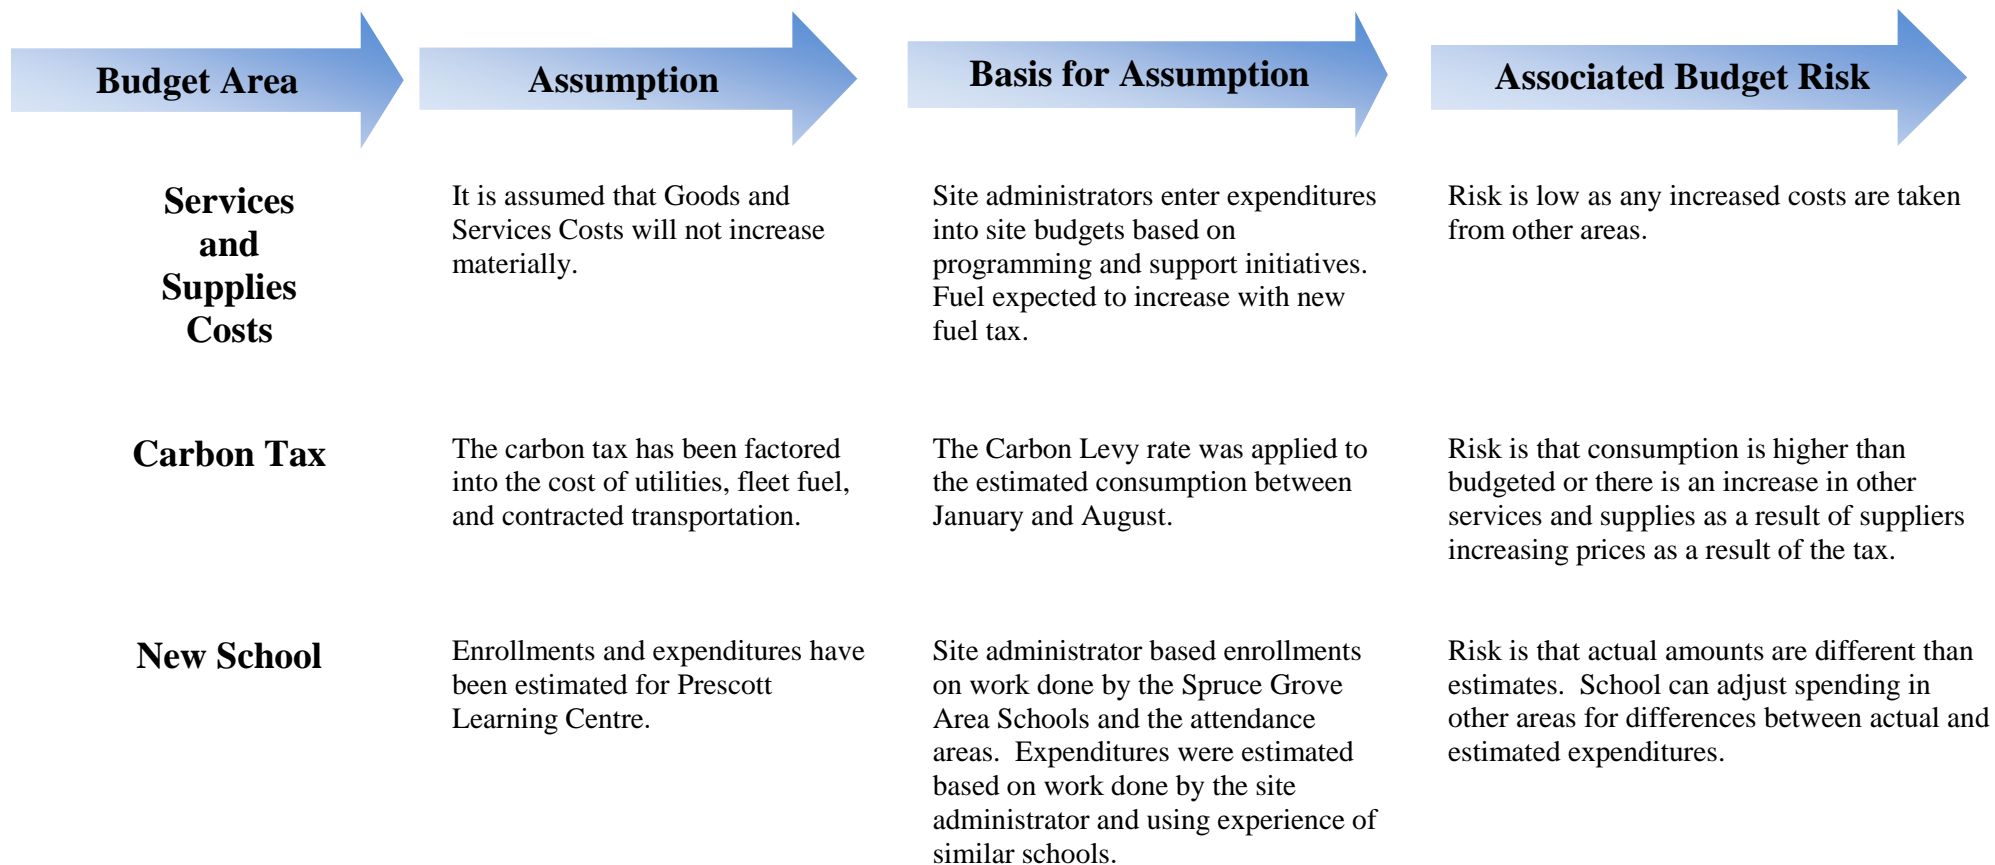 Budget Area
Assumption
Basis for Assumption
Associated Budget Risk
Services
and
Supplies
Costs
It is assumed that Goods and
Services Costs will not increase
materially.
Site administrators enter expenditures
into site budgets based on
programming and support initiatives.
Fuel expected to increase with new
fuel tax.
Risk is low as any increased costs are taken
from other areas.
Carbon Tax
The carbon tax has been factored
into the cost of utilities, fleet fuel,
and contracted transportation.
The Carbon Levy rate was applied to
the estimated consumption between
January and August.
Risk is that consumption is higher than
budgeted or there is an increase in other
services and supplies as a result of suppliers
increasing prices as a result of the tax.
New School
Enrollments and expenditures have
been estimated for Prescott
Learning Centre.
Site administrator based enrollments
on work done by the Spruce Grove
Area Schools and the attendance
areas.  Expenditures were estimated
based on work done by the site
administrator and using experience of
similar schools.
Risk is that actual amounts are different than
estimates.  School can adjust spending in
other areas for differences between actual and
estimated expenditures.